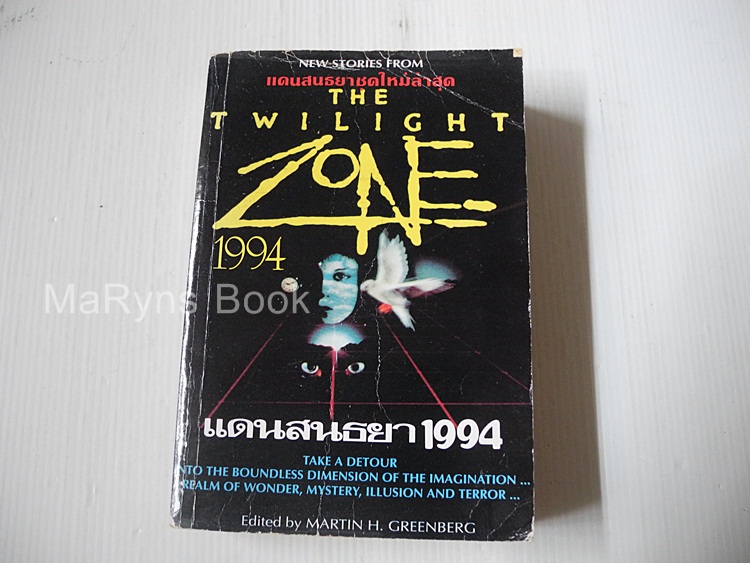 NEW STORIES FROM
แดนสนธยาชุดใหม่ล่าสุด
THE
TWILIGHT
ZONE
1994
MaRyns Book
แดนสนธยา 1994
TAKE A DETOUR
INTO THE BOUNDLESS DIMENSION OF THE IMAGINATION ...
REALM OF WONDER, MYSTERY, ILLUSION AND TERROR ...
Edited by MARTIN H. GREENBERG